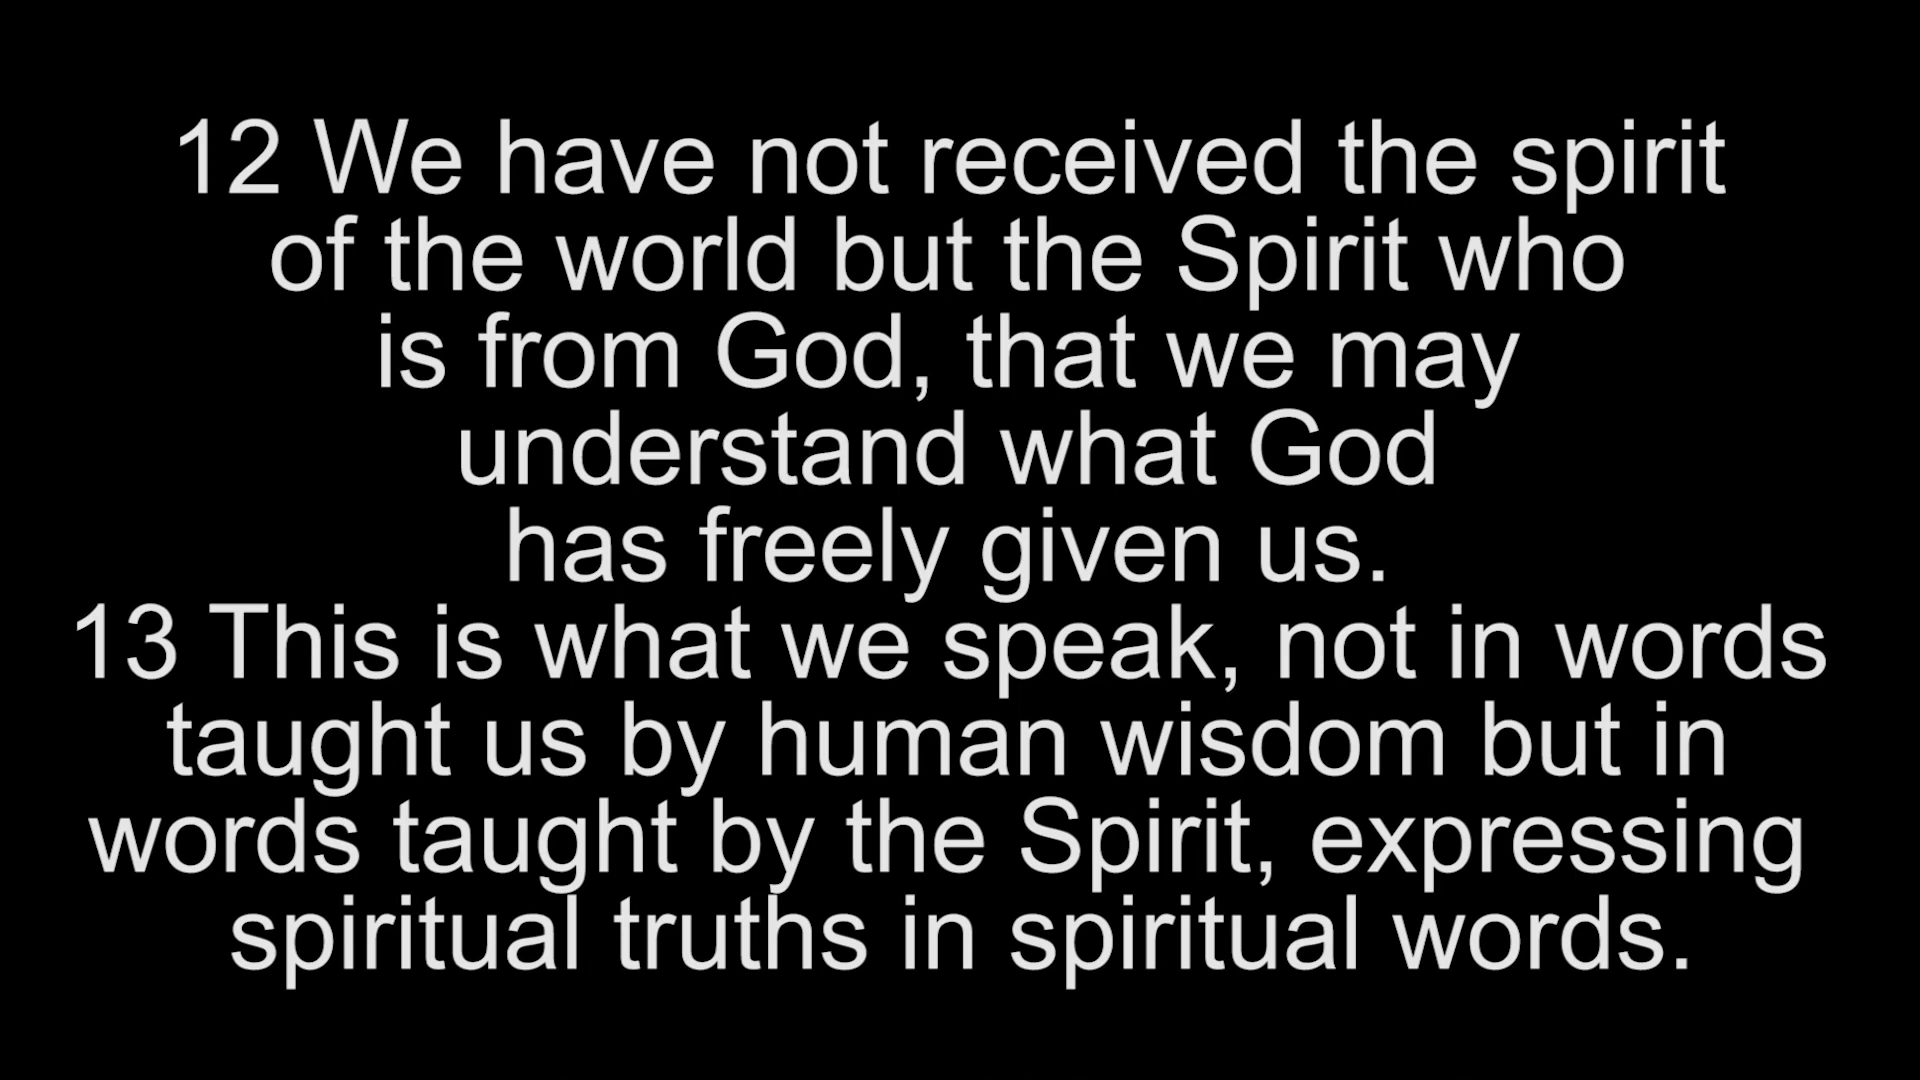 12 We have not received the spirit
of the world but the Spirit who
is from God, that we may
understand what God
has freely given us.
13 This is what we speak, not in words
taught us by human wisdom but in
words taught by the Spirit, expressing
spiritual truths in spiritual words.